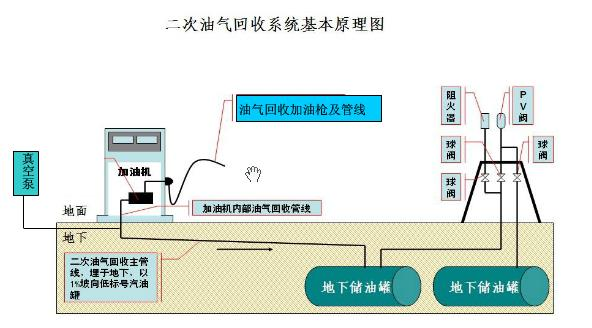 二次油气回收系统基本原理图
油气回收加油枪及管线
阻火器
PV阀
真空泵
加油机
球阀
球阀
球阀
地面
加油机内部油气回收管线
地下
二次油气回收主管
线，埋于地下，以
1%坡向低标号汽油
罐
地下储油罐
地下储油罐